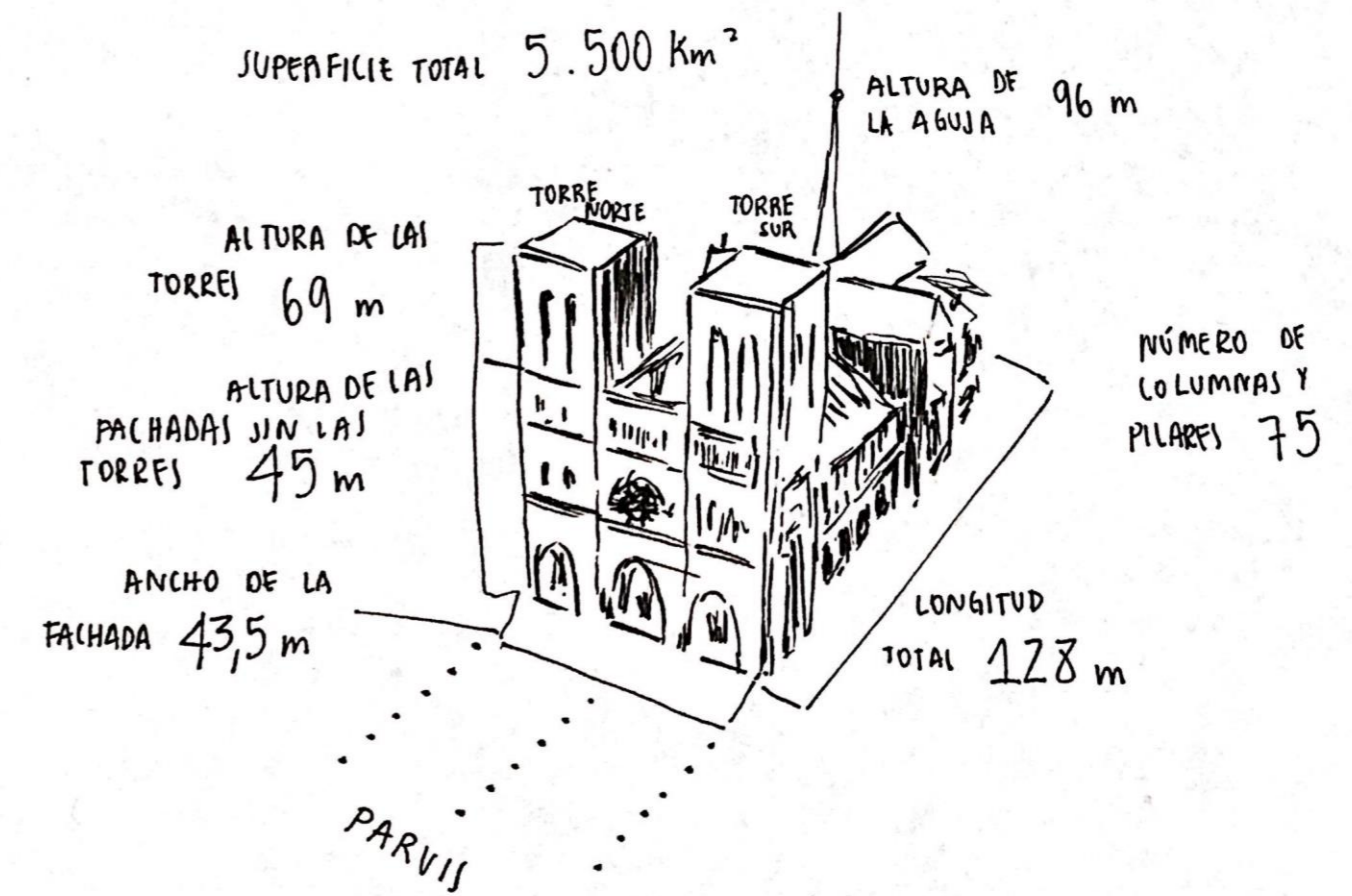 SUPERFICIE TOTAL 5.500 Km²
ALTURA DE
LA AGUJA 96 m
TORRE
NORTE
TORRE
SUR
ALTURA DE LAS
TORRES 69 m
ALTURA DE LAS
FACHADAS SIN LAS
TORRES 45 m
NÚMERO DE
COLUMNAS Y
PILARES 75
ANCHO DE LA
FACHADA 43,5 m
LONGITUD
TOTAL 128 m
PARVIS